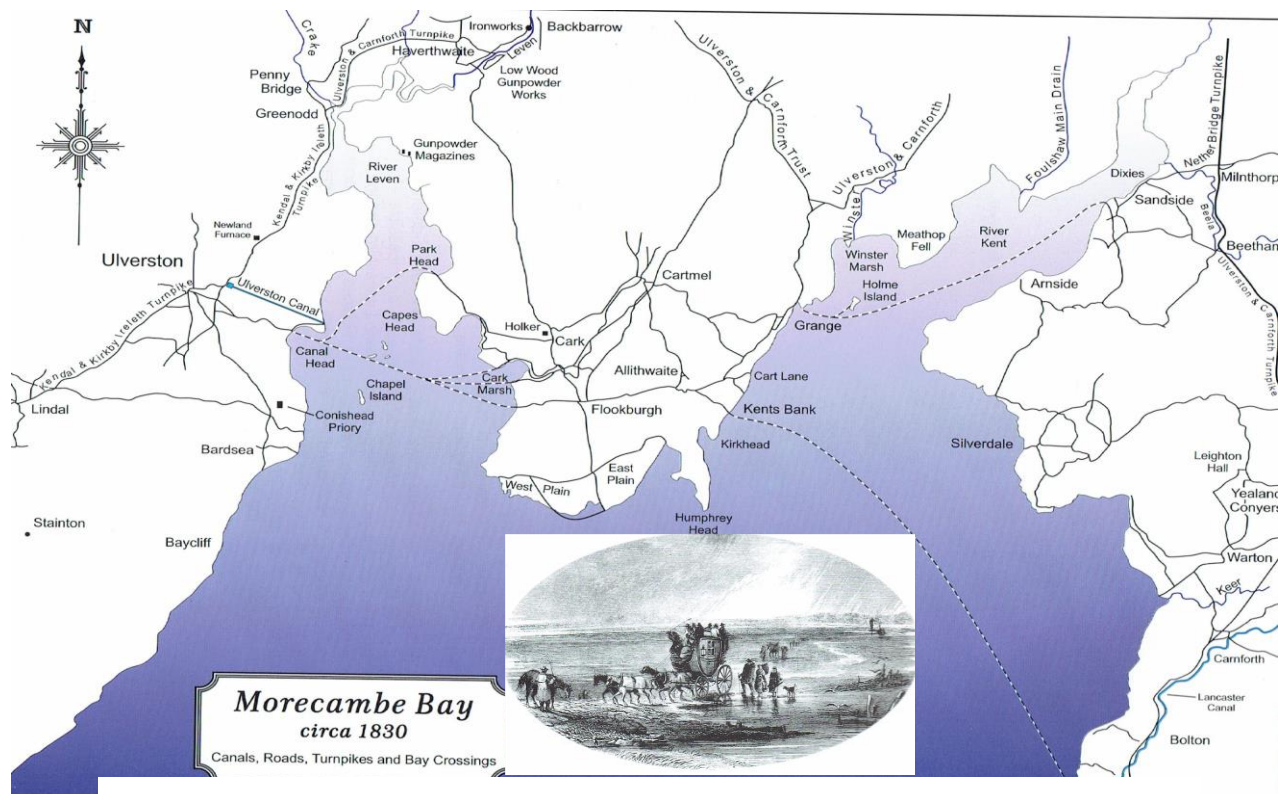 N
Crake
Ulverston & Carnforth Turnpike
Ironworks
Backbarrow
Haverthwaite
Leven
Low Wood
Gunpowder
Works
Penny
Bridge
Greenodd
Gunpowder
Magazines
River
Leven
Kendal & Kirkby Ireleth
Turnpike
Newland
Furnace
Ulverston
Ulverston Canal
Park
Head
Kendal & Kirkby Ireleth Turnpike
Canal
Head
Capes
Head
Chapel
Island
Lindal
Conishead
Priory
Bardsea
Stainton
Baycliff
Ulverston &
Carnforth Trust
Ulverston & Carnforth
Winster
Foulshaw Main Drain
Nether Bridge Turnpike
Dixies
Milnthorp
Sandside
Beela
Beetham
Ulverston & Carnforth Turnpike
Meathop
Fell
River
Kent
Winster
Marsh
Holme
Island
Arnside
Grange
Cartmel
Holker
Cark
Cark
Marsh
Allithwaite
Flookburgh
Cart Lane
Kents Bank
Kirkhead
West Plain
East
Plain
Humphrey
Head
Silverdale
Leighton
Hall
Yealand
Conyers
Warton
Keer
Carnforth
Lancaster
Canal
Bolton
Morecambe Bay
circa 1830
Canals, Roads, Turnpikes and Bay Crossings